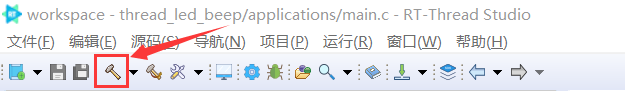 RT
workspace - thread_led_beep/applications/main.c - RT-Thread Studio
文件(F) 编辑(E) 源码(S) 导航(N) 项目(P) 运行(R) 窗口(W) 帮助(H)